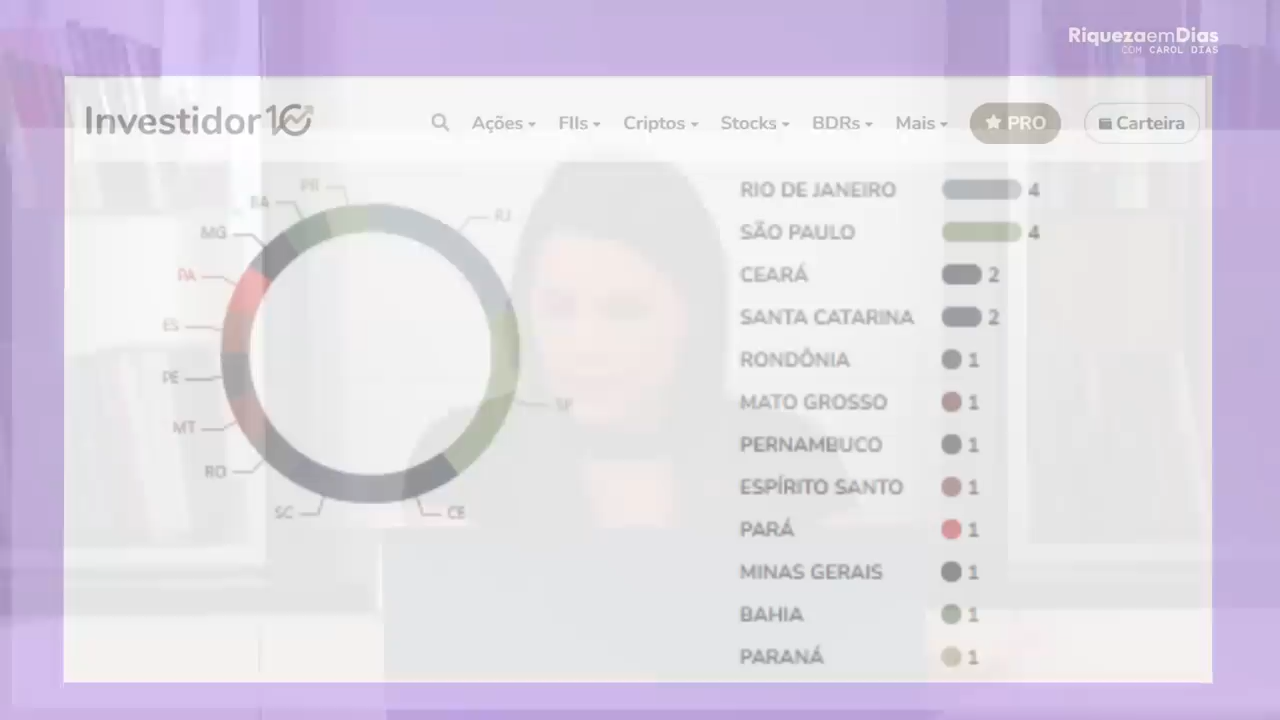 RiquezaemDias
COM CAROL DIAS
Investidor10
Ações
FIIs
Criptos
Stocks
BDRs
Mais
PRO
Carteira
PR
BA
MG
PA
ES
PE
MT
RO
SC
CE
SP
RJ
RIO DE JANEIRO 4
SÃO PAULO 4
CEARÁ 2
SANTA CATARINA 2
RONDÔNIA 1
MATO GROSSO 1
PERNAMBUCO 1
ESPÍRITO SANTO 1
PARÁ 1
MINAS GERAIS 1
BAHIA 1
PARANÁ 1